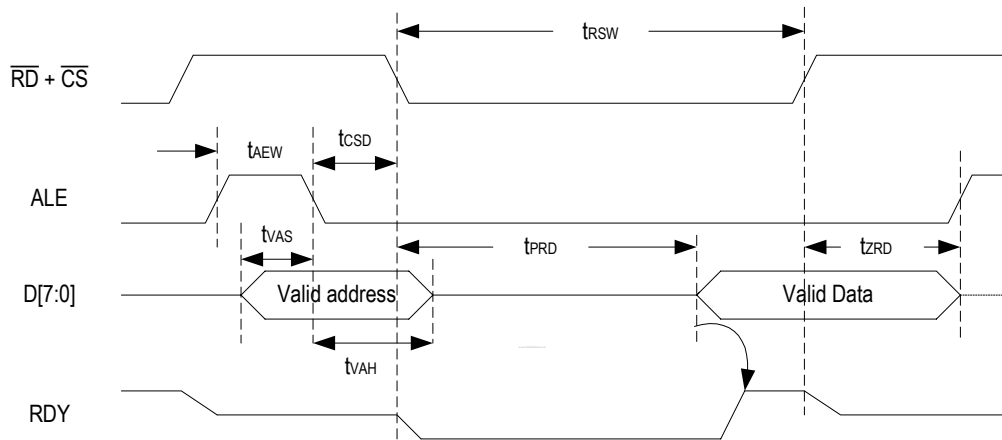 tRSW
RD + CS
tAEW
tCSD
ALE
tVAS
tPRD
tZRD
D[7:0]
Valid address
Valid Data
tVAH
RDY